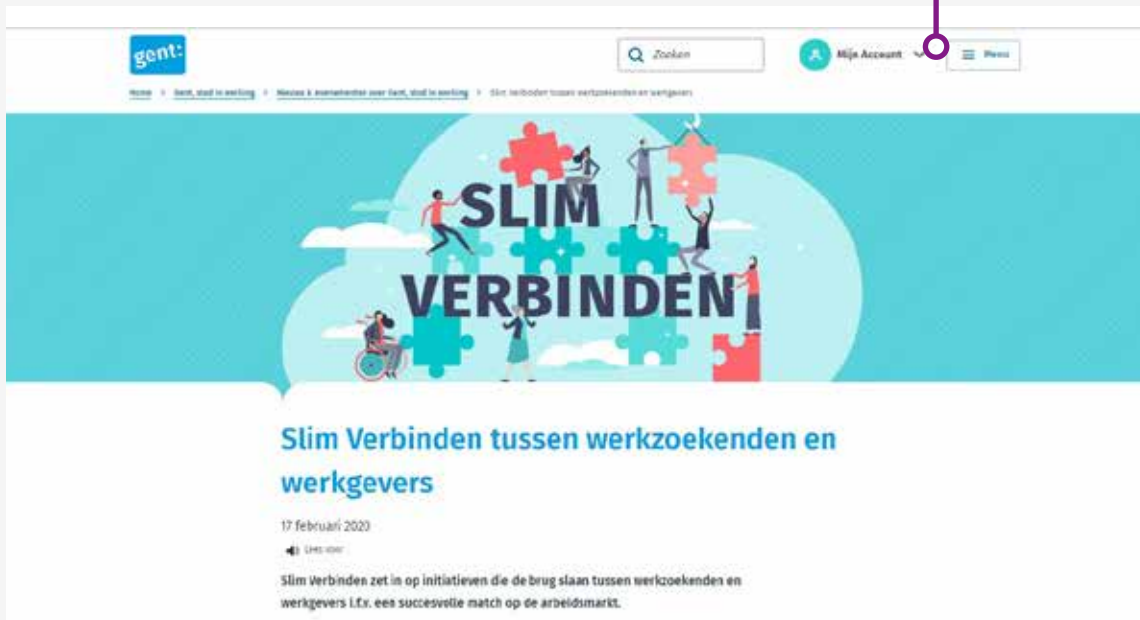 gent:
Zoeken
Mijn Account
Menu
Home > Gent, stad in werking > Nieuws & evenementen over Gent, stad in werking > Slim Verbinden tussen werkzoekenden en werkgevers
SLIM
VERBINDEN
Slim Verbinden tussen werkzoekenden en
werkgevers
17 februari 2020
Lees voor
Slim Verbinden zet in op initiatieven die de brug slaan tussen werkzoekenden en
werkgevers i.f.v. een succesvolle match op de arbeidsmarkt.